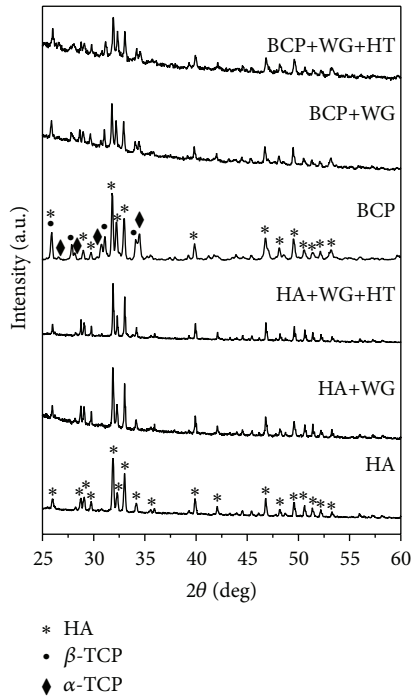 BCP+WG+HT
BCP+WG
BCP
HA+WG+HT
HA+WG
HA
Intensity (a.u.)
25 30 35 40 45 50 55 60
2θ (deg)
* HA
• β-TCP
♦ α-TCP